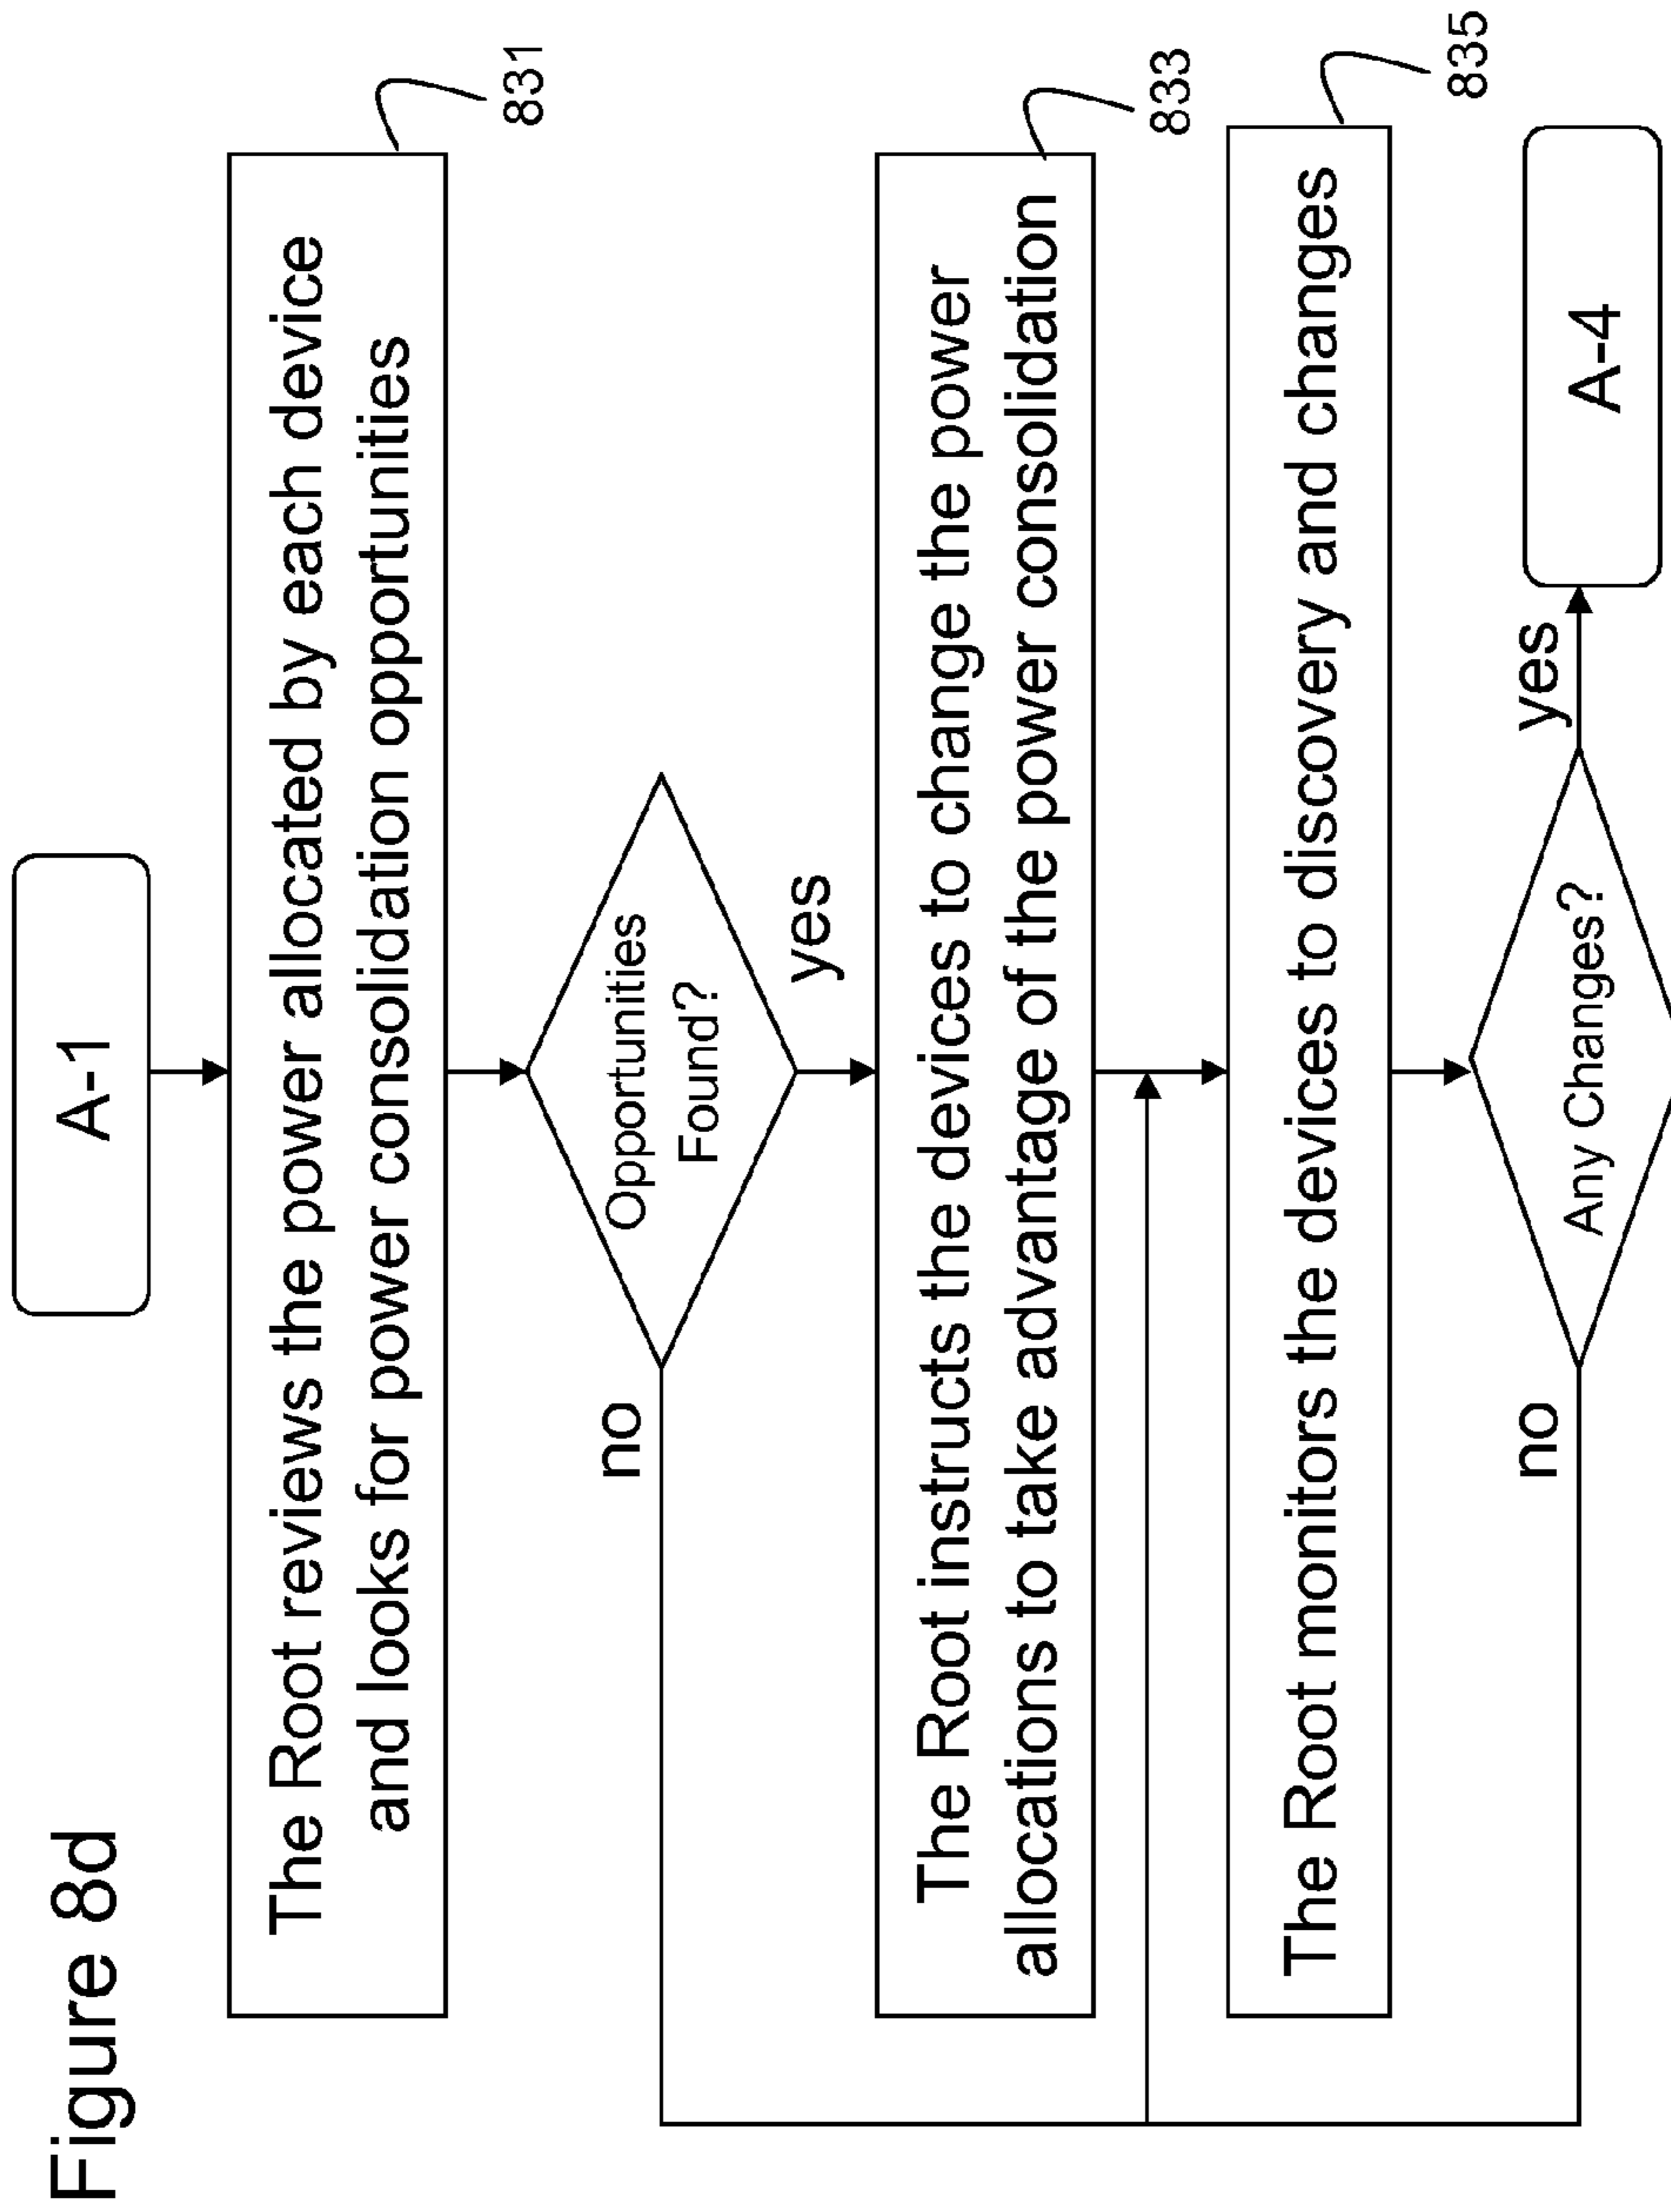 Figure 8d
A-1
The Root reviews the power allocated by each device
and looks for power consolidation opportunities
831
Opportunities
Found?
no
yes
The Root instructs the devices to change the power
allocations to take advantage of the power consolidation
833
The Root monitors the devices to discovery and changes
835
Any Changes?
no
yes
A-4